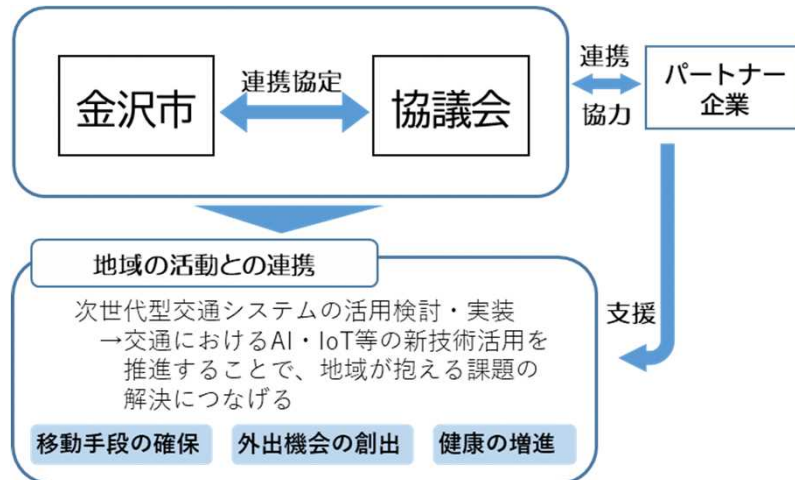 金沢市
連携協定
協議会
連携
協力
パートナー
企業
地域の活動との連携
次世代型交通システムの活用検討・実装
→交通におけるAI・IoT等の新技術活用を
推進することで、地域が抱える課題の
解決につなげる
支援
移動手段の確保
外出機会の創出
健康の増進